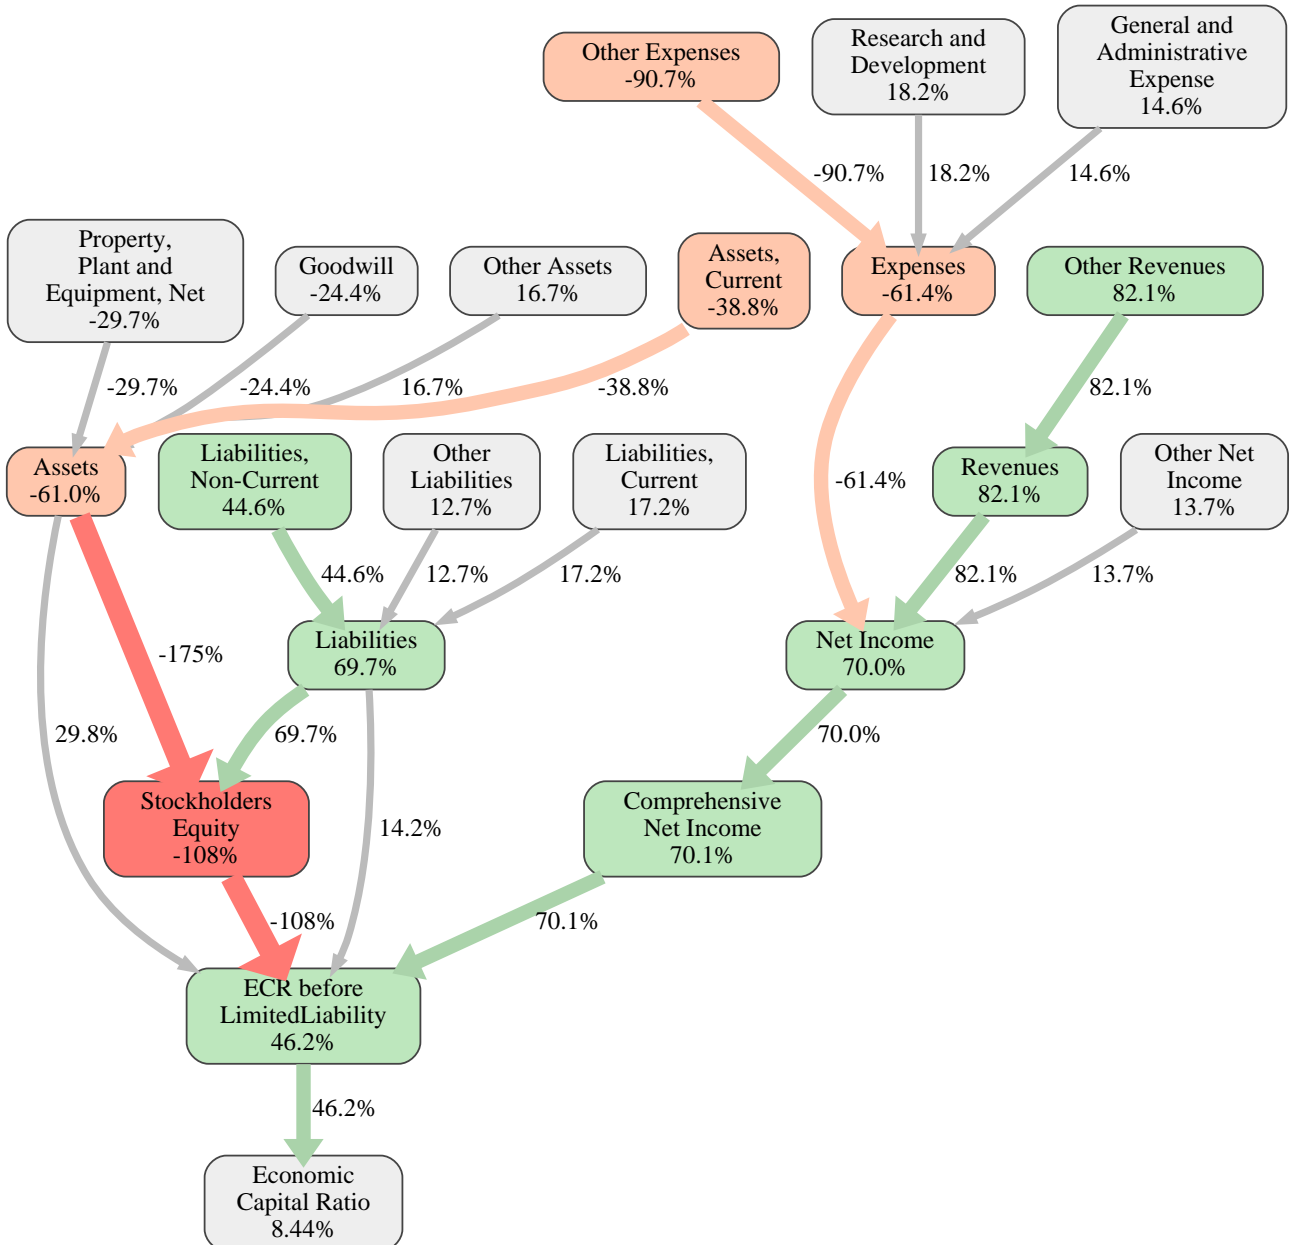 Other Expenses
-90.7%
Research and
Development
18.2%
General and
Administrative
Expense
14.6%
-90.7%
18.2%
14.6%
Property,
Plant and
Equipment, Net
-29.7%
Goodwill
-24.4%
Other Assets
16.7%
Assets,
Current
-38.8%
Expenses
-61.4%
Other Revenues
82.1%
-29.7%
-24.4%
16.7%
-38.8%
82.1%
Assets
-61.0%
Liabilities,
Non-Current
44.6%
Other
Liabilities
12.7%
Liabilities,
Current
17.2%
-61.4%
Revenues
82.1%
Other Net
Income
13.7%
44.6%
12.7%
17.2%
82.1%
13.7%
-175%
Liabilities
69.7%
Net Income
70.0%
29.8%
69.7%
70.0%
Stockholders
Equity
-108%
14.2%
Comprehensive
Net Income
70.1%
-108%
70.1%
ECR before
LimitedLiability
46.2%
46.2%
Economic
Capital Ratio
8.44%